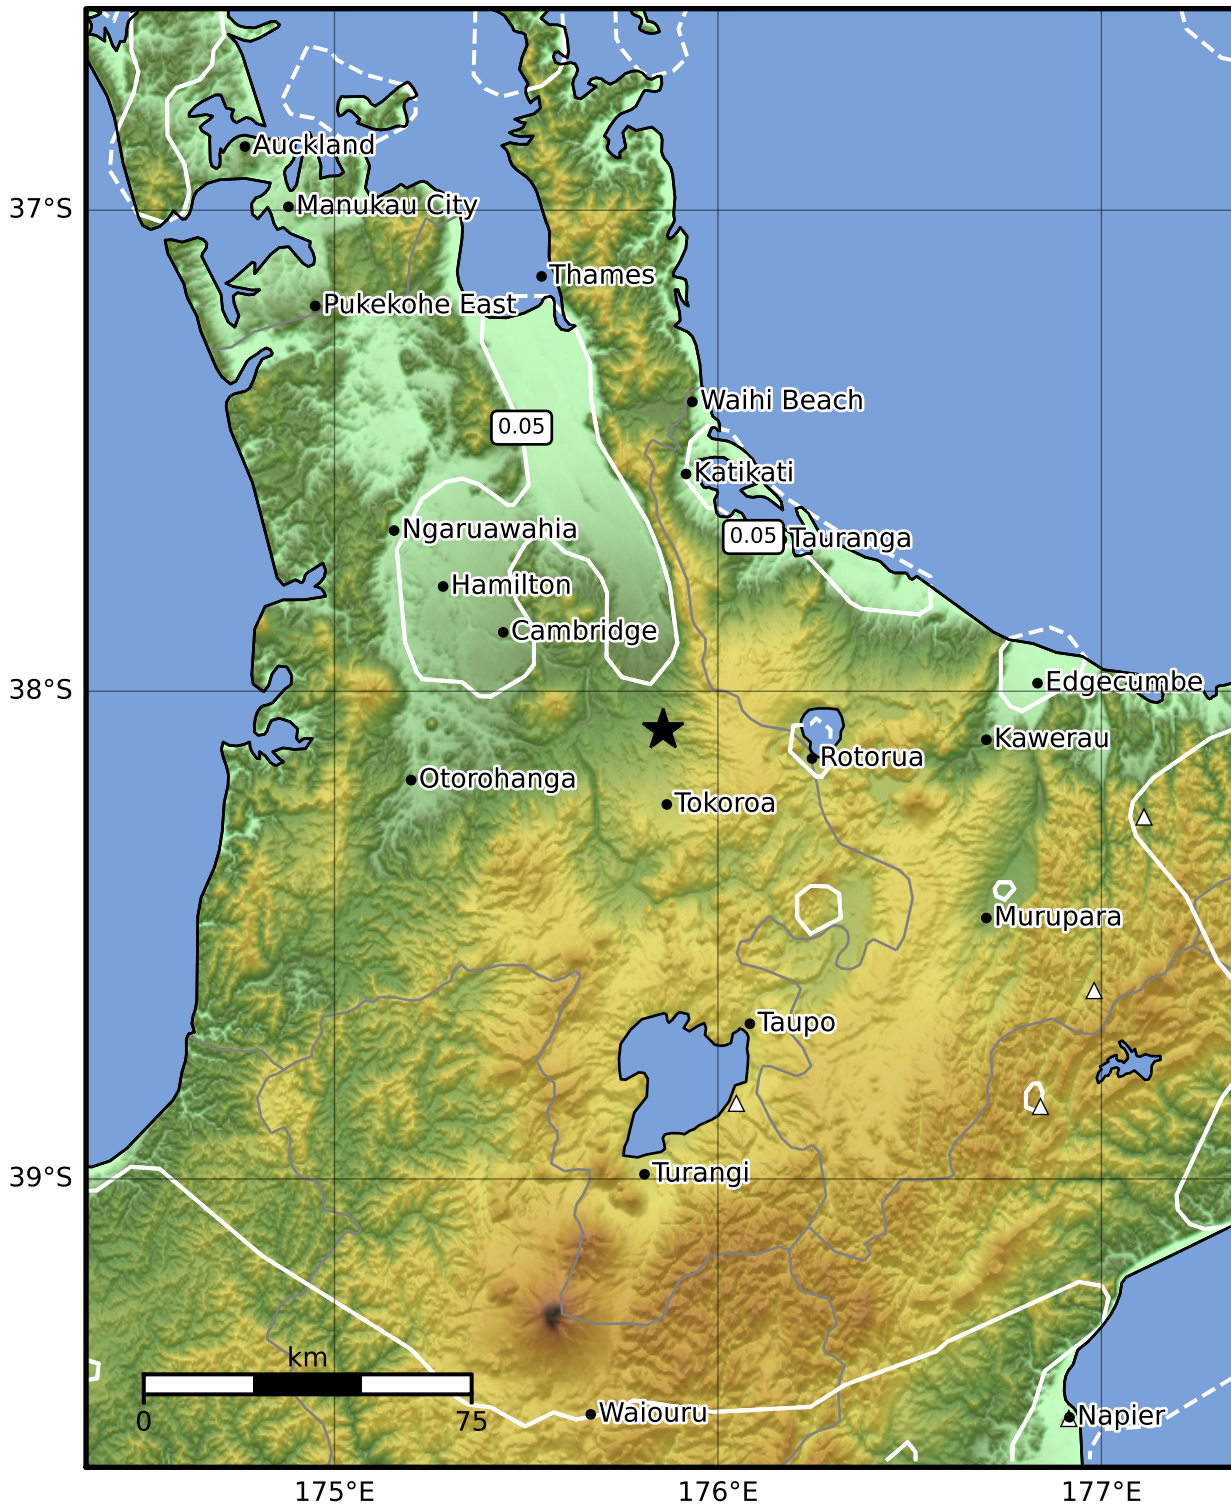 Auckland
Manukau City
37°S
Thames
Pukekohe East
Waihi Beach
0.05
Katikati
Ngaruawahia
0.05
Tauranga
Hamilton
Cambridge
38°S
Edgecumbe
Kawerau
Rotorua
Otorohanga
Tokoroa
Murupara
Taupo
39°S
Turangi
km
0
75
Waiouru
Napier
175°E
176°E
177°E